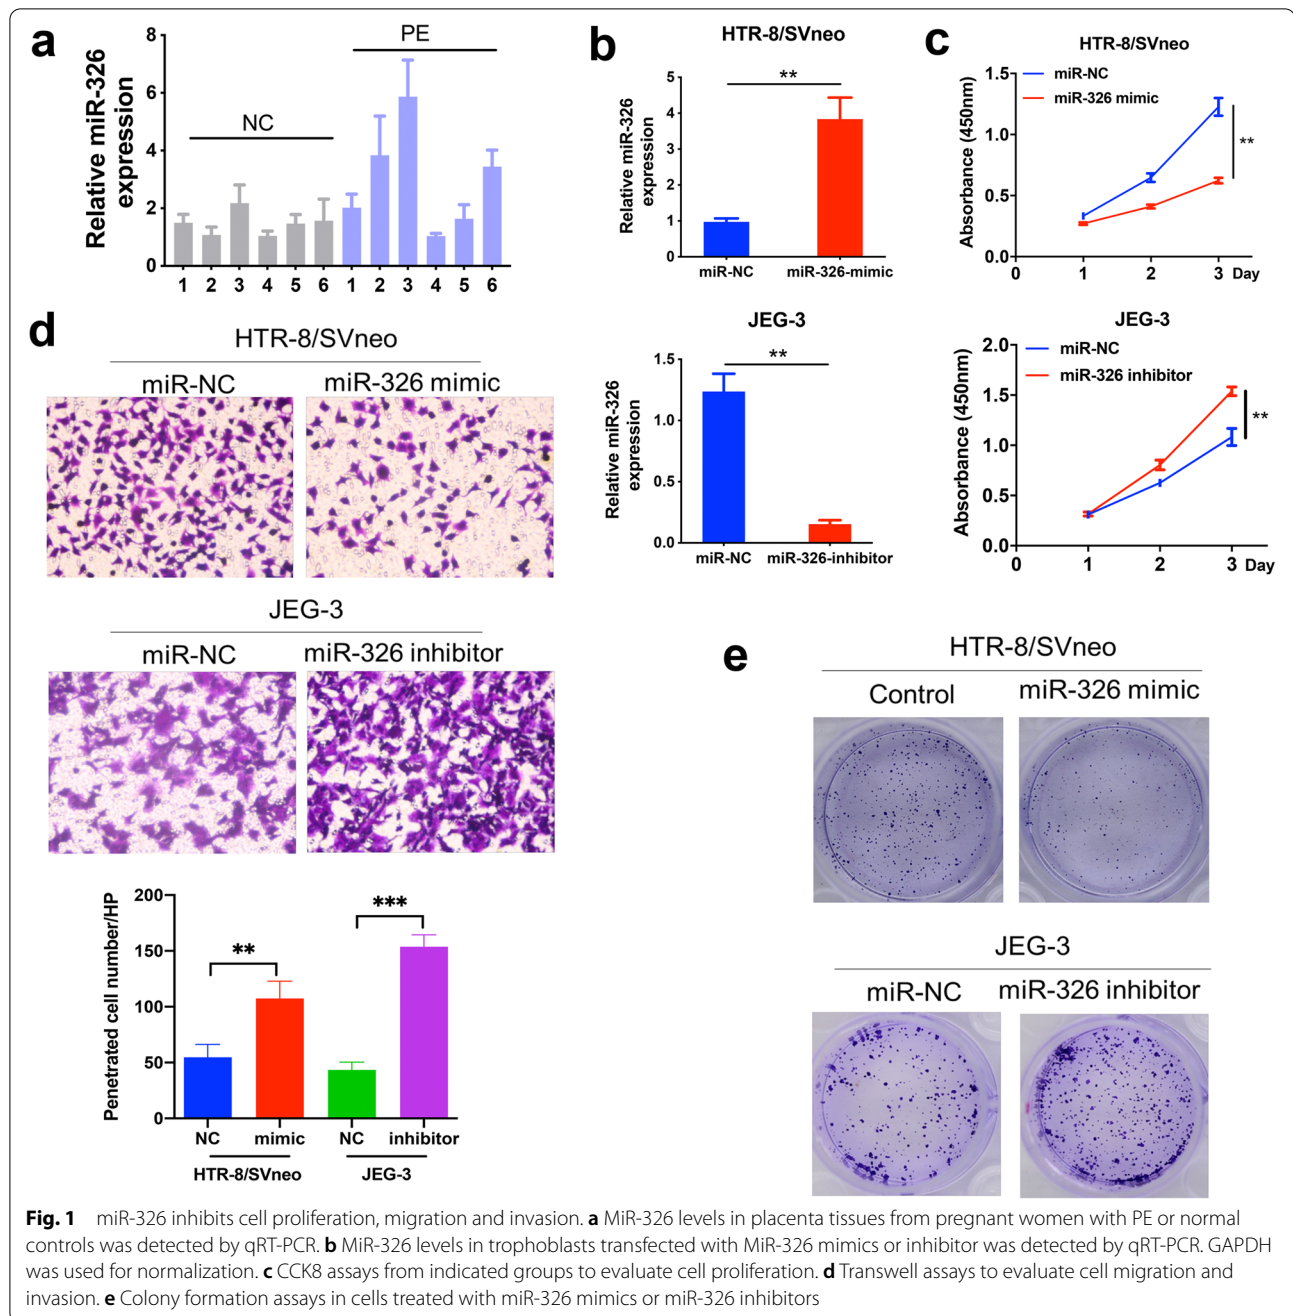 a
PE
NC
Relative miR-326
expression
8
6
4
2
0
1 2 3 4 5 6 1 2 3 4 5 6
b
HTR-8/SVneo
**
Relative miR-326
expression
5
4
3
2
1
0
miR-NC miR-326-mimic
JEG-3
**
Relative miR-326
expression
1.5
1.0
0.5
0.0
miR-NC miR-326-inhibitor
c
HTR-8/SVneo
miR-NC
miR-326 mimic
**
Absorbance (450nm)
1.5
1.0
0.5
0.0
0 1 2 3 Day
JEG-3
miR-NC
miR-326 inhibitor
**
Absorbance (450nm)
2.0
1.5
1.0
0.5
0.0
0 1 2 3 Day
d
HTR-8/SVneo
miR-NC miR-326 mimic
JEG-3
miR-NC miR-326 inhibitor
Penetrated cell number/HP
200
150
100
50
0
** ***
NC mimic NC inhibitor
HTR-8/SVneo JEG-3
e
HTR-8/SVneo
Control miR-326 mimic
JEG-3
miR-NC miR-326 inhibitor
Fig. 1 miR-326 inhibits cell proliferation, migration and invasion. a MiR-326 levels in placenta tissues from pregnant women with PE or normal
controls was detected by qRT-PCR. b MiR-326 levels in trophoblasts transfected with MiR-326 mimics or inhibitor was detected by qRT-PCR. GAPDH
was used for normalization. c CCK8 assays from indicated groups to evaluate cell proliferation. d Transwell assays to evaluate cell migration and
invasion. e Colony formation assays in cells treated with miR-326 mimics or miR-326 inhibitors